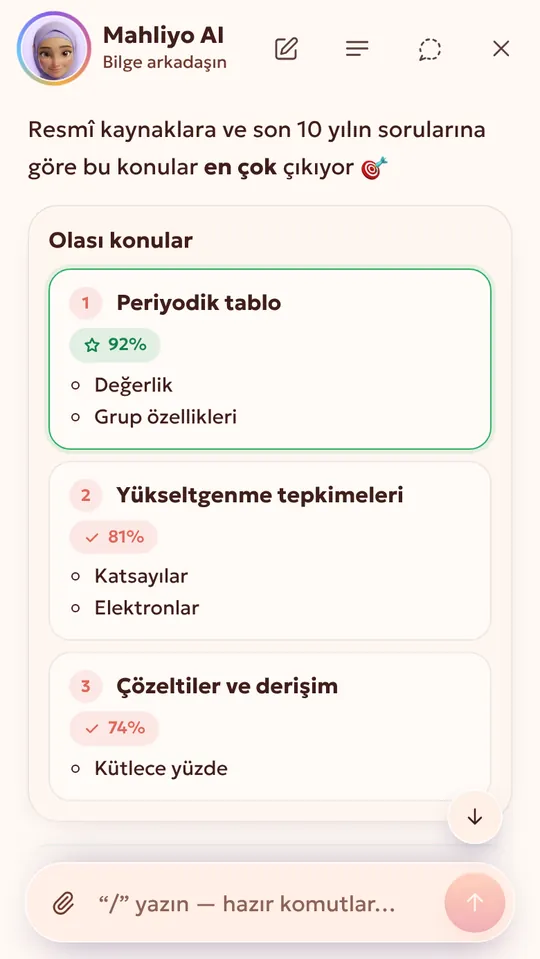 Mahliyo AI
Bilge arkadaşın
Resmî kaynaklara ve son 10 yılın sorularına
göre bu konular en çok çıkıyor 🎯
Olası konular
1 Periyodik tablo
92%
Değerlik
Grup özellikleri
2 Yükseltgenme tepkimeleri
81%
Katsayılar
Elektronlar
3 Çözeltiler ve derişim
74%
Kütlece yüzde
“/” yazın — hazır komutlar...